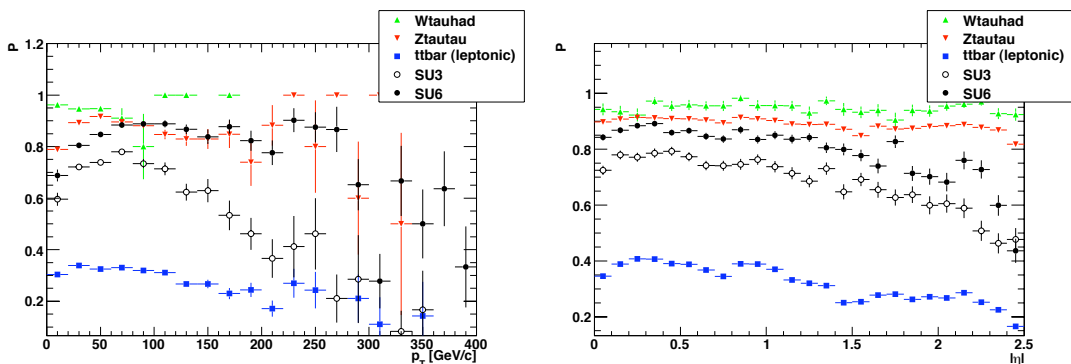 Wtauhad
Ztautau
ttbar (leptonic)
SU3
SU6
P
1.2
1
0.8
0.6
0.4
0.2
0 50 100 150 200 250 300 350 400
p_T [GeV/c]
Wtauhad
Ztautau
ttbar (leptonic)
SU3
SU6
P
1
0.8
0.6
0.4
0.2
0 0.5 1 1.5 2 2.5
|η|